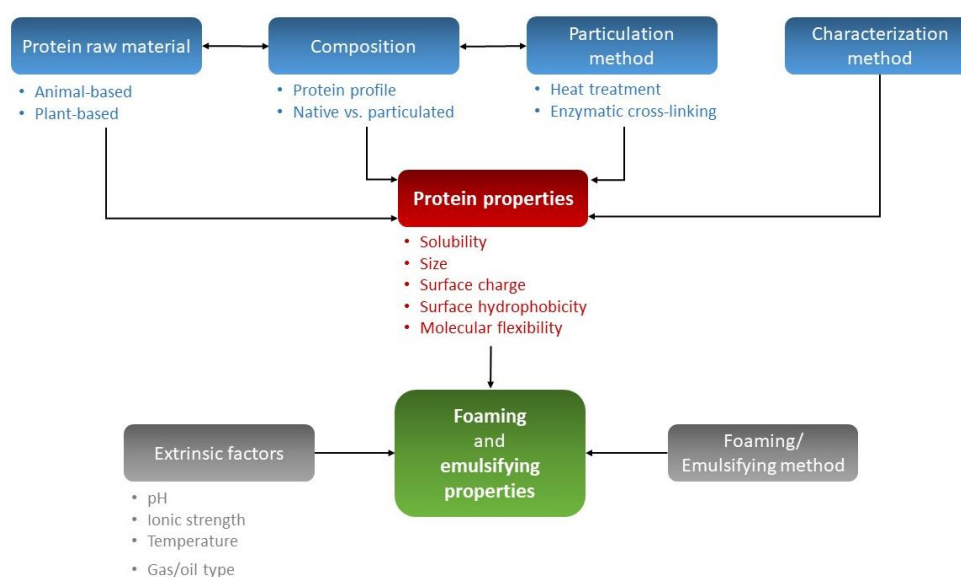 Protein raw material
Composition
Particulation
method
Characterization
method
• Animal-based
• Plant-based
• Protein profile
• Native vs. particulated
• Heat treatment
• Enzymatic cross-linking
Protein properties
• Solubility
• Size
• Surface charge
• Surface hydrophobicity
• Molecular flexibility
Extrinsic factors
Foaming
and
emulsifying
properties
Foaming/
Emulsifying method
• pH
• Ionic strength
• Temperature
• Gas/oil type